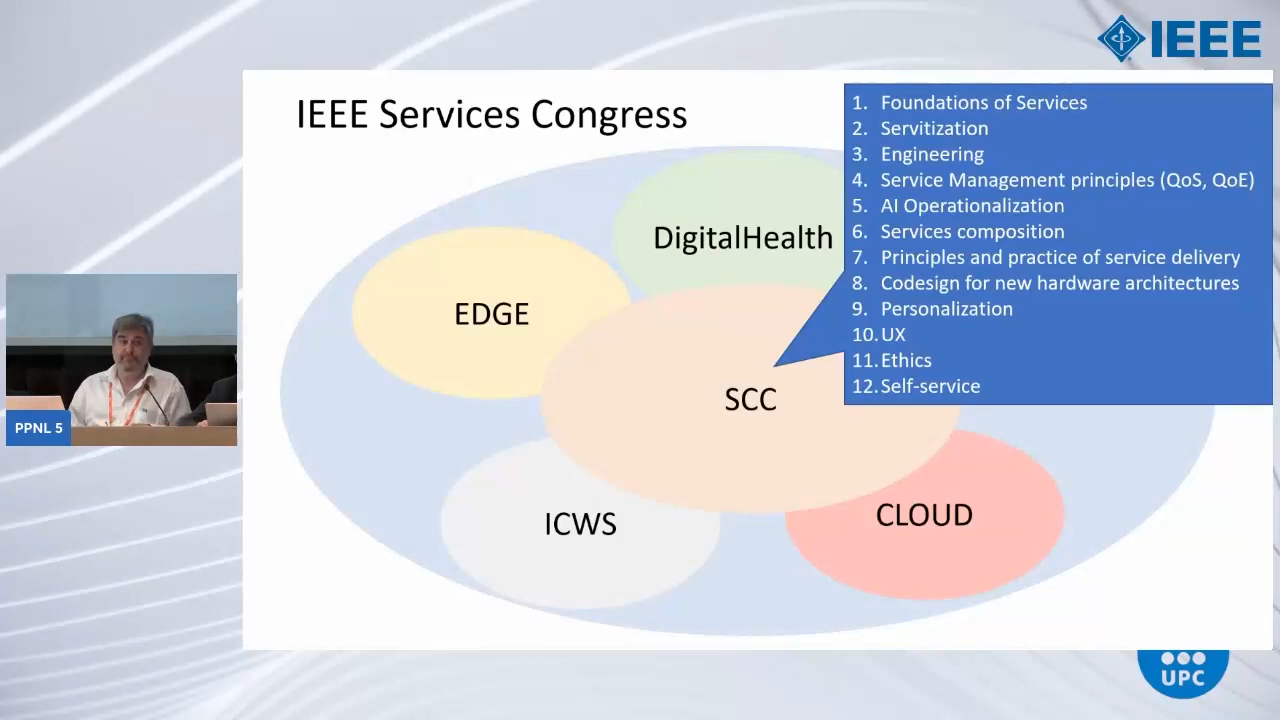 IEEE
IEEE Services Congress
1. Foundations of Services
2. Servitization
3. Engineering
4. Service Management principles (QoS, QoE)
5. AI Operationalization
6. Services composition
7. Principles and practice of service delivery
8. Codesign for new hardware architectures
9. Personalization
10. UX
11. Ethics
12. Self-service
DigitalHealth
EDGE
SCC
ICWS
CLOUD
PPNL 5
UPC